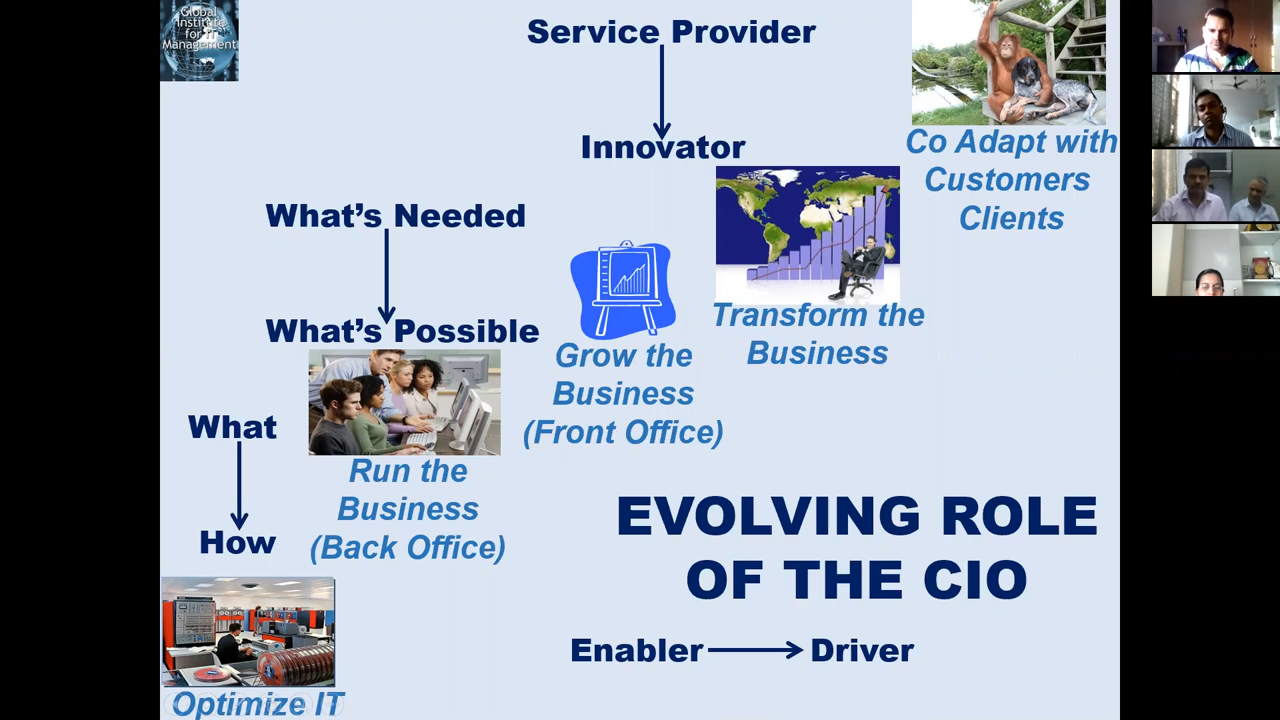 Global
Institute
for IT
Management
Service Provider
Innovator
Co Adapt with
Customers
Clients
What's Needed
What's Possible
Transform the
Business
Grow the
Business
(Front Office)
What
How
Run the
Business
(Back Office)
EVOLVING ROLE
OF THE CIO
Enabler
Driver
Optimize IT